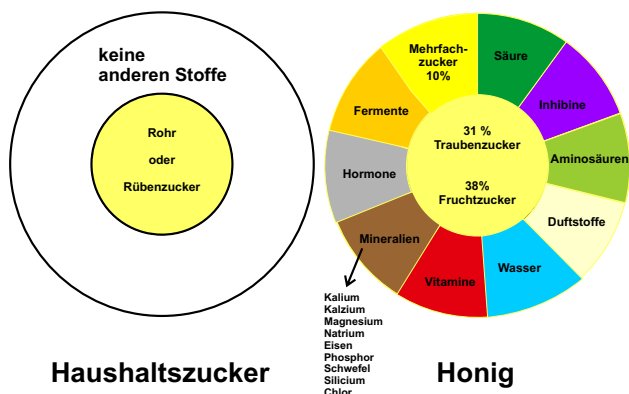 keine
anderen Stoffe
Rohr
oder
Rübenzucker
Haushaltszucker
Mehrfach-
zucker
10%
Säure
Inhibine
Aminosäuren
Duftstoffe
Wasser
Vitamine
Mineralien
Hormone
Fermente
31 %
Traubenzucker
38%
Fruchtzucker
Kalium
Kalzium
Magnesium
Natrium
Eisen
Phosphor
Schwefel
Silicium
Chlor
Honig